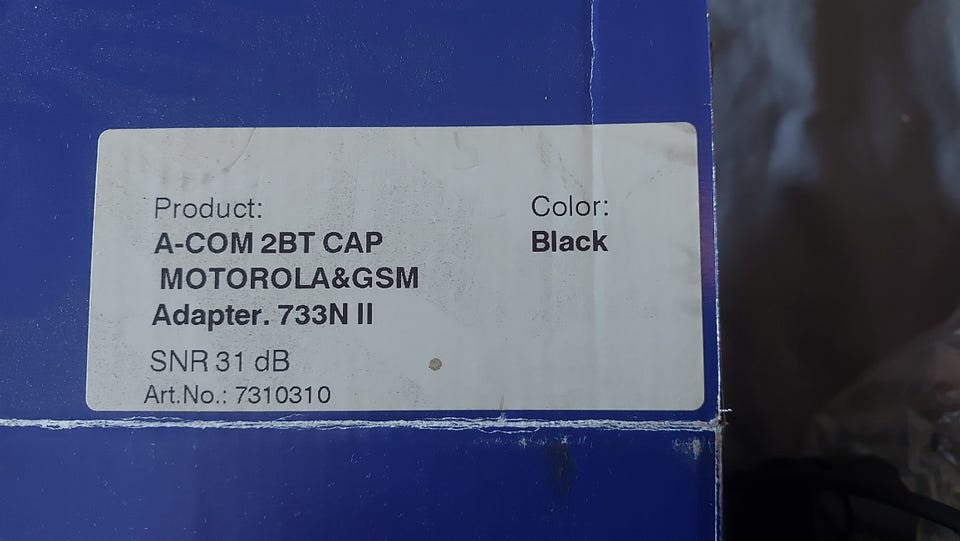 Product:
A-COM 2BT CAP
MOTOROLA&GSM
Adapter. 733N II
SNR 31 dB
Art.No.: 7310310
Color:
Black